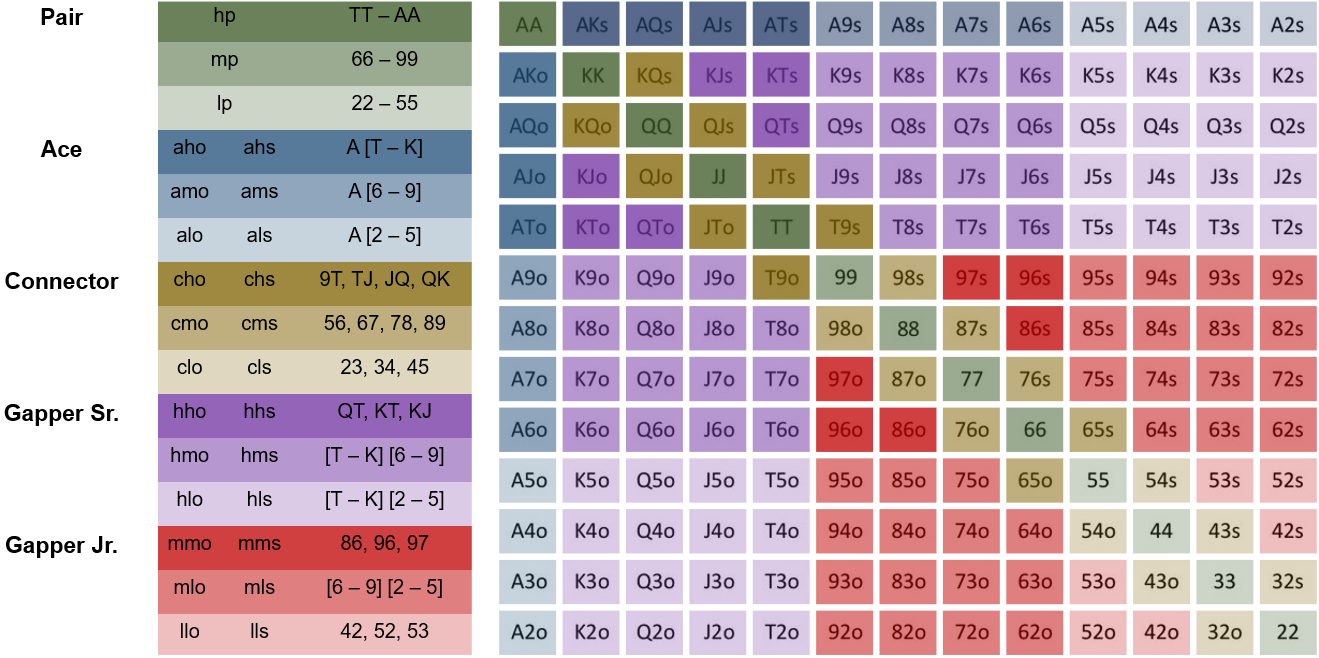 Pair
hp TT – AA
mp 66 – 99
lp 22 – 55
Ace
aho ahs A [T – K]
amo ams A [6 – 9]
alo als A [2 – 5]
Connector
cho chs 9T, TJ, JQ, QK
cmo cms 56, 67, 78, 89
clo cls 23, 34, 45
Gapper Sr.
hho hhs QT, KT, KJ
hmo hms [T – K] [6 – 9]
hlo hls [T – K] [2 – 5]
Gapper Jr.
mmo mms 86, 96, 97
mlo mls [6 – 9] [2 – 5]
llo lls 42, 52, 53
AA AKs AQs AJs ATs A9s A8s A7s A6s A5s A4s A3s A2s
AKo KK KQs KJs KTs K9s K8s K7s K6s K5s K4s K3s K2s
AQo KQo QQ QJs QTs Q9s Q8s Q7s Q6s Q5s Q4s Q3s Q2s
AJo KJo QJo JJ JTs J9s J8s J7s J6s J5s J4s J3s J2s
ATo KTo QTo JTo TT T9s T8s T7s T6s T5s T4s T3s T2s
A9o K9o Q9o J9o T9o 99 98s 97s 96s 95s 94s 93s 92s
A8o K8o Q8o J8o T8o 98o 88 87s 86s 85s 84s 83s 82s
A7o K7o Q7o J7o T7o 97o 87o 77 76s 75s 74s 73s 72s
A6o K6o Q6o J6o T6o 96o 86o 76o 66 65s 64s 63s 62s
A5o K5o Q5o J5o T5o 95o 85o 75o 65o 55 54s 53s 52s
A4o K4o Q4o J4o T4o 94o 84o 74o 64o 54o 44 43s 42s
A3o K3o Q3o J3o T3o 93o 83o 73o 63o 53o 43o 33 32s
A2o K2o Q2o J2o T2o 92o 82o 72o 62o 52o 42o 32o 22